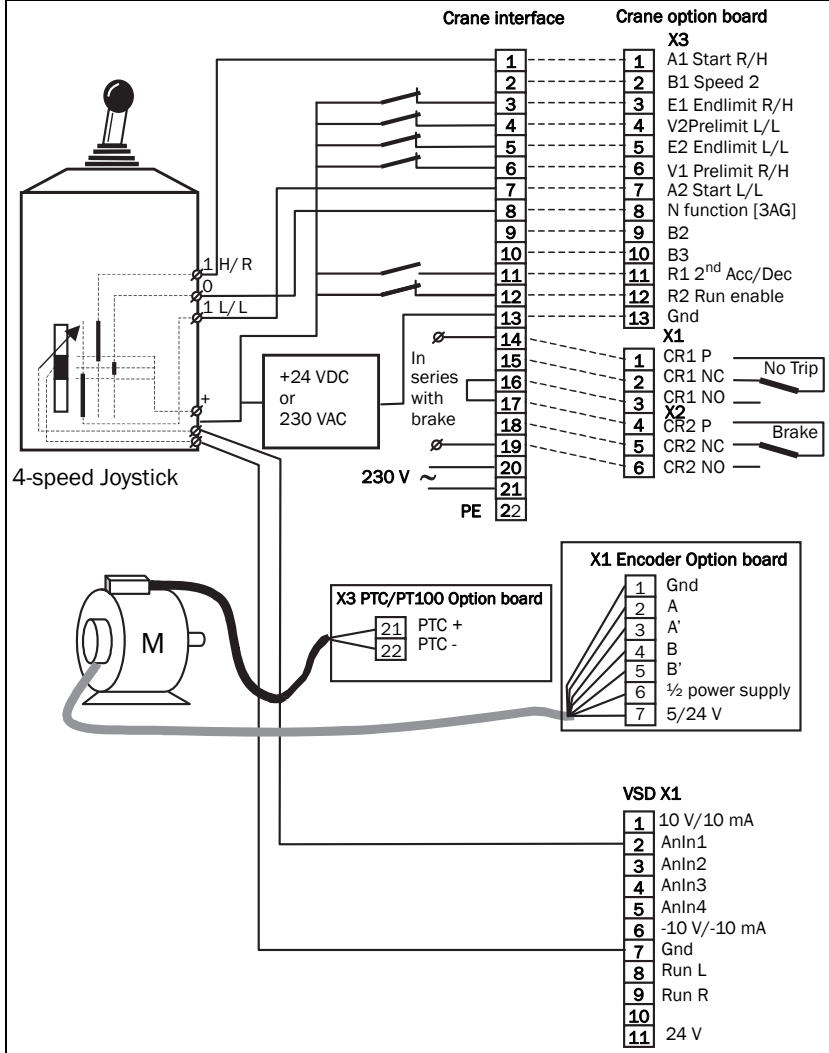 Crane interface Crane option board
X3
1 1 A1 Start R/H
2 2 B1 Speed 2
3 3 E1 Endlimit R/H
4 4 V2Prelimit L/L
5 5 E2 Endlimit L/L
6 6 V1 Prelimit R/H
7 7 A2 Start L/L
8 8 N function [3AG]
9 9 B2
10 10 B3
11 11 R1 2nd Acc/Dec
12 12 R2 Run enable
13 13 Gnd
1 H/R
0
1 L/L
+
4-speed Joystick
+24 VDC
or
230 VAC
In
series
with
brake
14
15
16
17
18
19
230 V ~ 20
21
PE 22
X1
1 CR1 P
2 CR1 NC
3 CR1 NO
No Trip
X2
4 CR2 P
5 CR2 NC
6 CR2 NO
Brake
M
X3 PTC/PT100 Option board
21 PTC +
22 PTC -
X1 Encoder Option board
1 Gnd
2 A
3 A'
4 B
5 B'
6 ½ power supply
7 5/24 V
VSD X1
1 10 V/10 mA
2 AnIn1
3 AnIn2
4 AnIn3
5 AnIn4
6 -10 V/-10 mA
7 Gnd
8 Run L
9 Run R
10
11 24 V